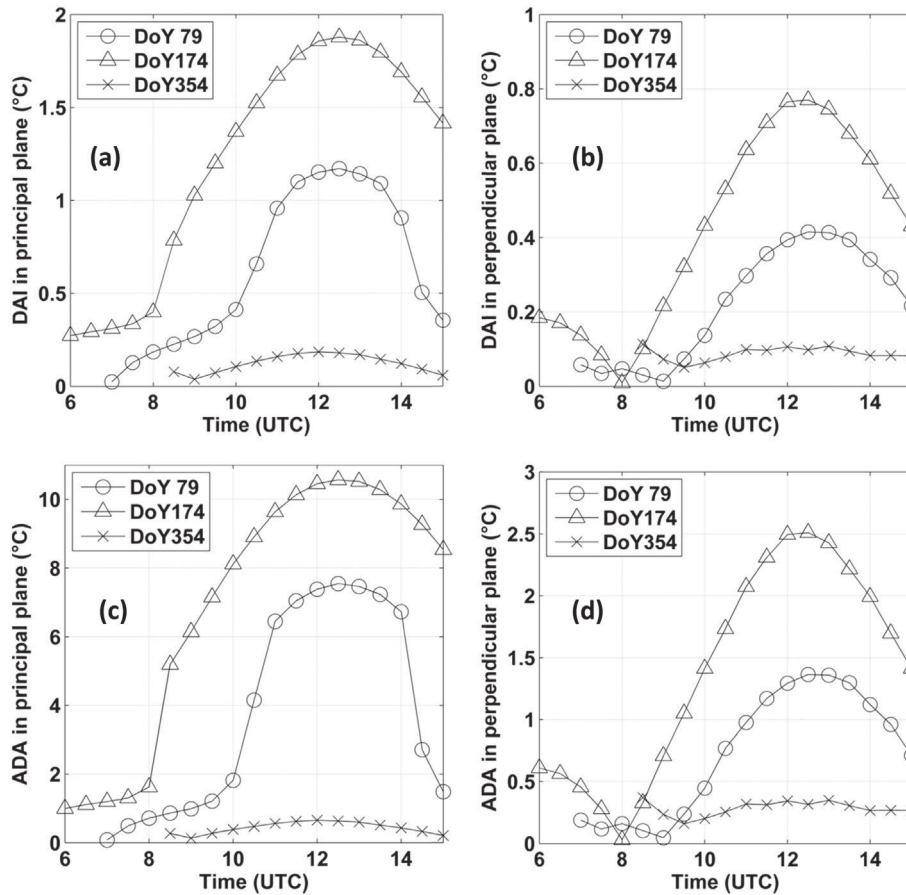 2
DoY 79
DoY174
DoY354
1.5
(a)
1
0.5
0
6 8 10 12 14
Time (UTC)
DAI in principal plane (°C)
1
DoY 79
DoY174
DoY354
0.8
(b)
0.6
0.4
0.2
0
6 8 10 12 14
Time (UTC)
DAI in perpendicular plane (°C)
10
DoY 79
DoY174
DoY354
8
(c)
6
4
2
0
6 8 10 12 14
Time (UTC)
ADA in principal plane (°C)
3
DoY 79
DoY174
DoY354
2.5
2
(d)
1.5
1
0.5
0
6 8 10 12 14
Time (UTC)
ADA in perpendicular plane (°C)